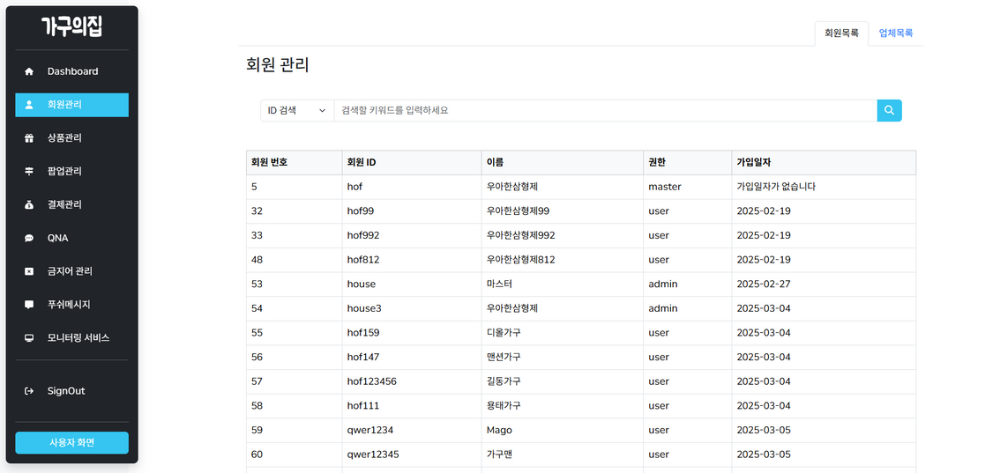 가구의집
Dashboard
회원관리
상품관리
팝업관리
결제관리
QNA
금지어 관리
푸쉬메시지
모니터링 서비스
SignOut
사용자 화면
회원목록 업체목록
회원 관리
ID 검색 검색할 키워드를 입력하세요
회원 번호 회원 ID 이름 권한 가입일자
5 hof 우아한삼형제 master 가입일자가 없습니다
32 hof99 우아한삼형제99 user 2025-02-19
33 hof992 우아한삼형제992 user 2025-02-19
48 hof812 우아한삼형제812 user 2025-02-19
53 house 마스터 admin 2025-02-27
54 house3 우아한삼형제 admin 2025-03-04
55 hof159 디올가구 user 2025-03-04
56 hof147 맨션가구 user 2025-03-04
57 hof123456 길동가구 user 2025-03-04
58 hof111 용태가구 user 2025-03-04
59 qwer1234 Mago user 2025-03-05
60 qwer12345 가구맨 user 2025-03-05